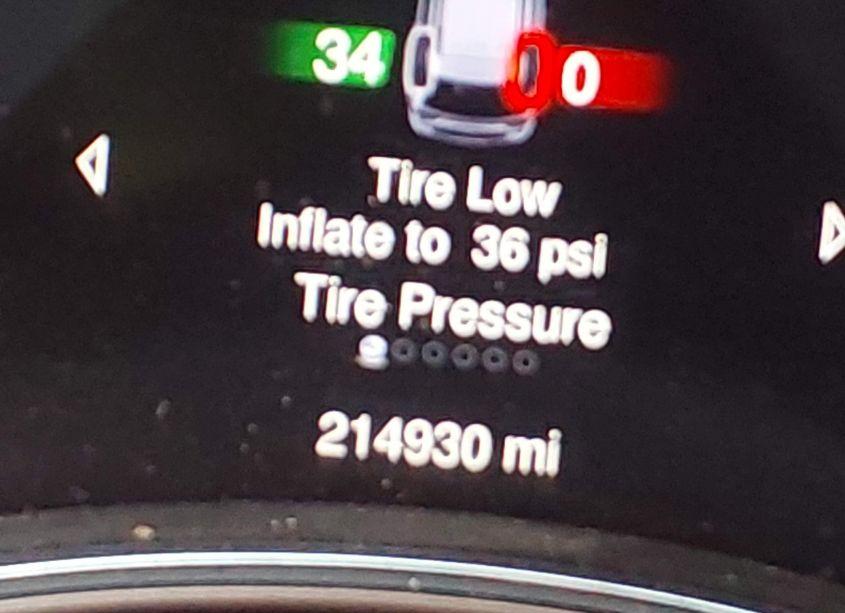 34 0
Tire Low
Inflate to 36 psi
Tire Pressure
214930 mi